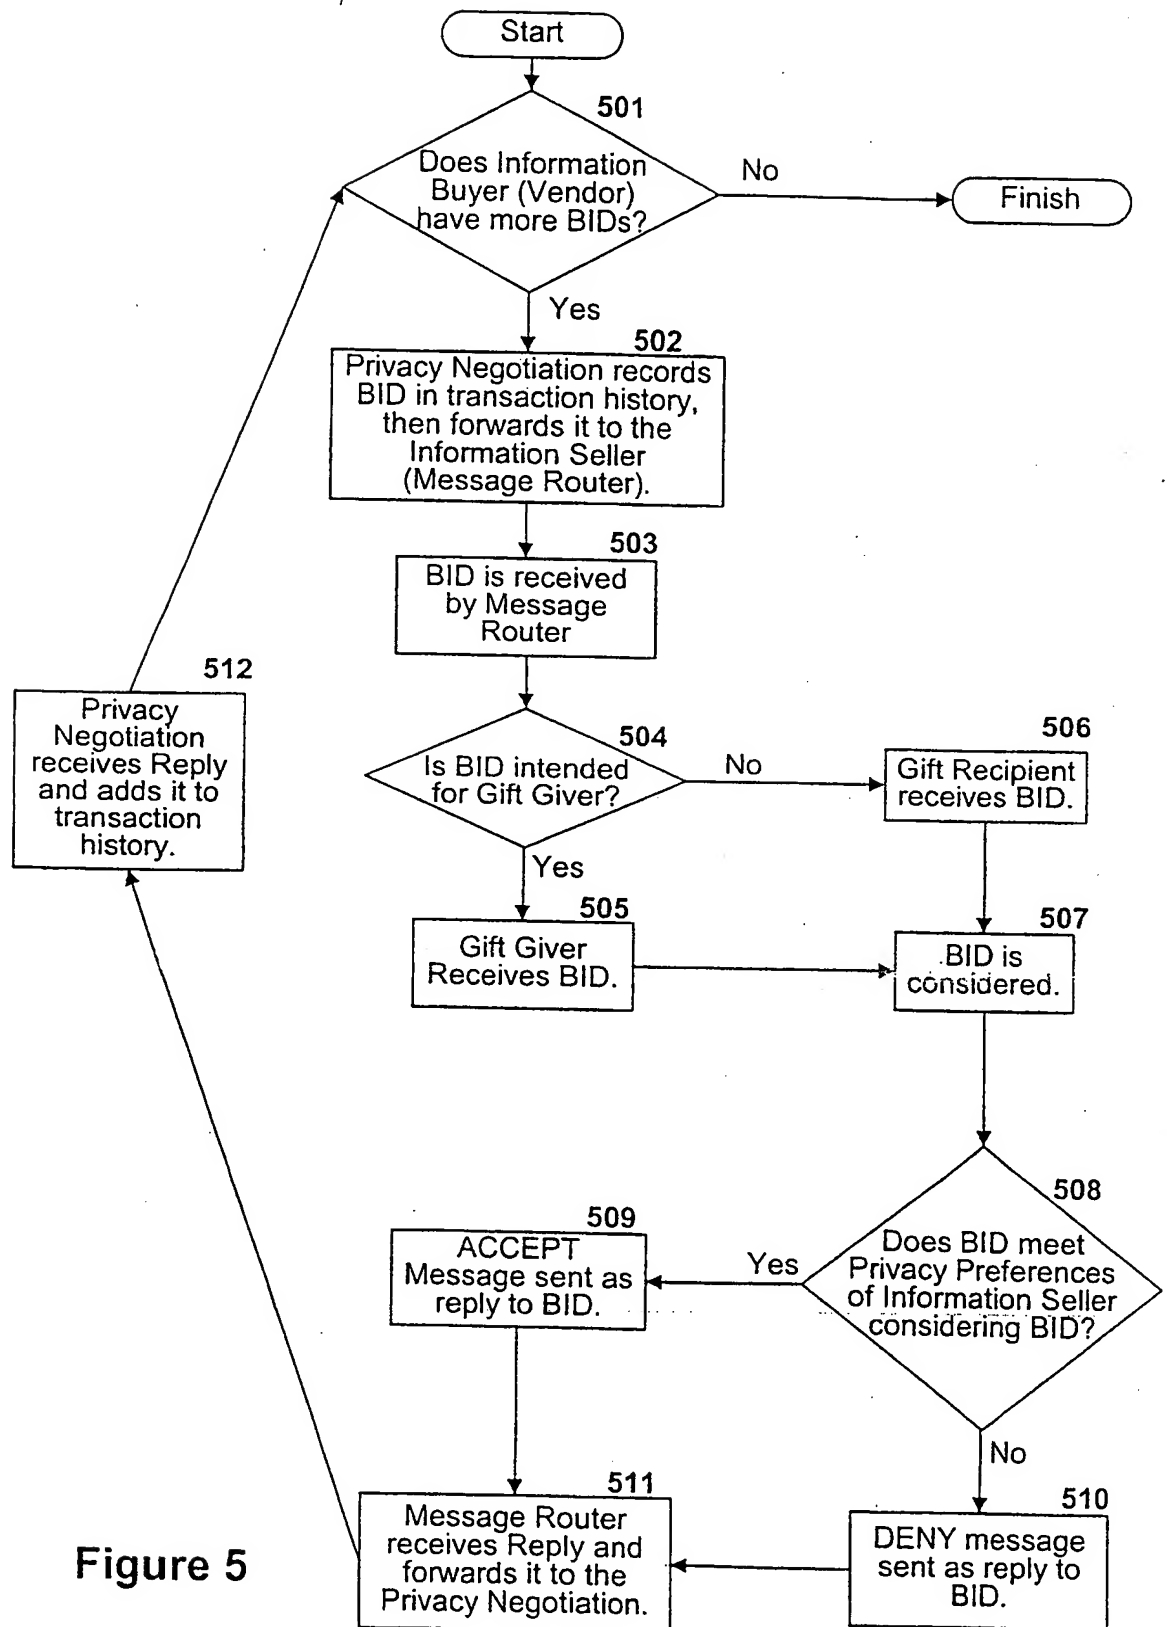 Start
501
Does Information
Buyer (Vendor)
have more BIDs?
No
Finish
Yes
502
Privacy Negotiation records
BID in transaction history,
then forwards it to the
Information Seller
(Message Router).
503
BID is received
by Message
Router
512
Privacy
Negotiation
receives Reply
and adds it to
transaction
history.
504
Is BID intended
for Gift Giver?
No
506
Gift Recipient
receives BID.
Yes
505
Gift Giver
Receives BID.
507
BID is
considered.
508
Does BID meet
Privacy Preferences
of Information Seller
considering BID?
Yes
509
ACCEPT
Message sent as
reply to BID.
No
510
DENY message
sent as reply to
BID.
511
Message Router
receives Reply and
forwards it to the
Privacy Negotiation.
Figure 5